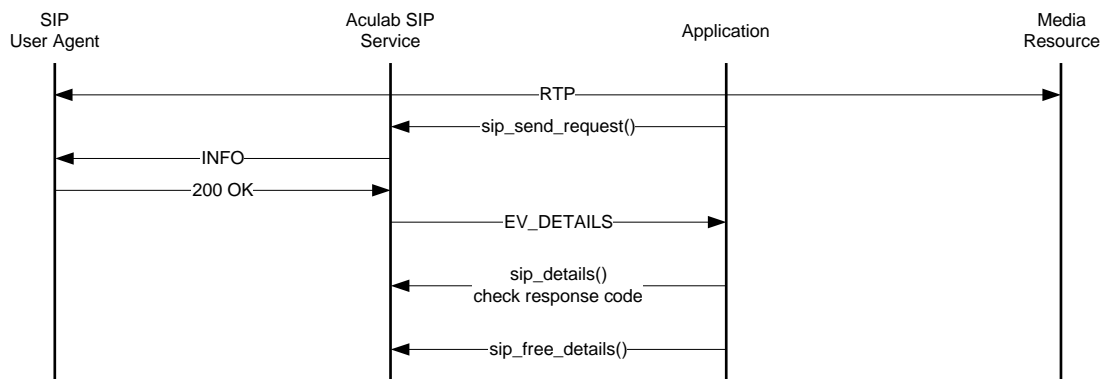 SIP
User Agent
Aculab SIP
Service
Application
Media
Resource
RTP
sip_send_request()
INFO
200 OK
EV_DETAILS
sip_details()
check response code
sip_free_details()